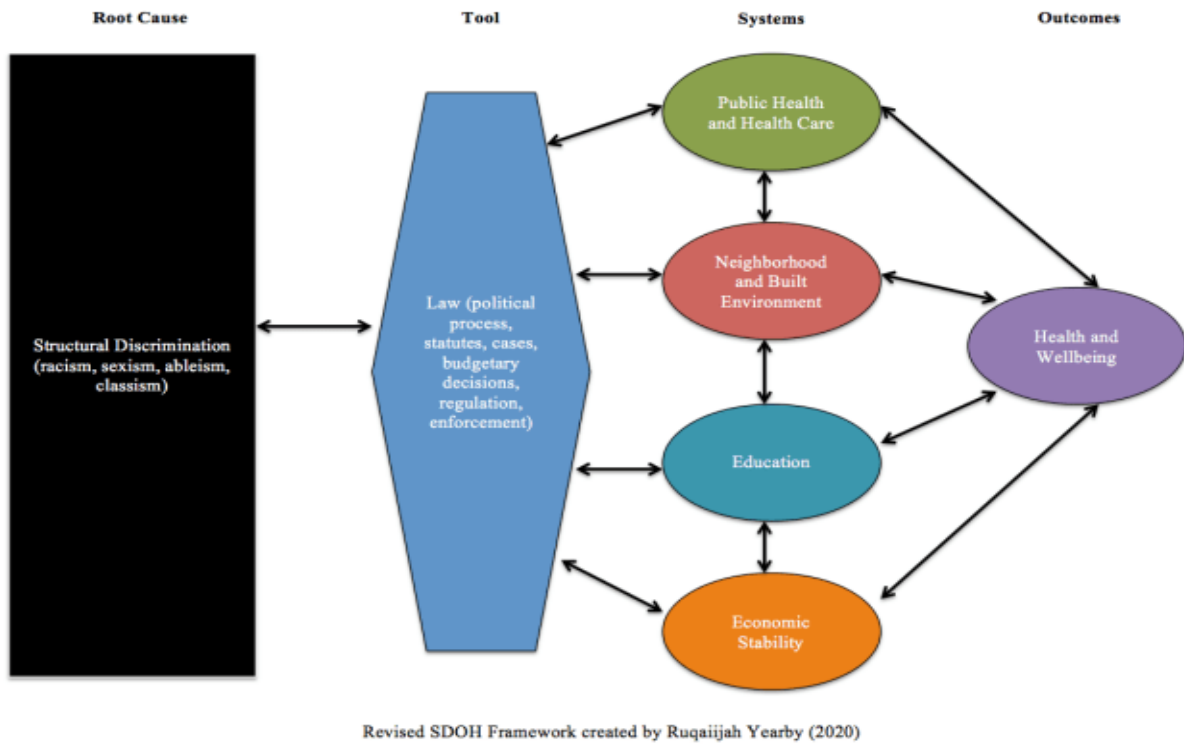 Root Cause
Tool
Systems
Outcomes
Structural Discrimination
(racism, sexism, ableism,
classism)
Law (political
process,
statutes, cases,
budgetary
decisions,
regulation,
enforcement)
Public Health
and Health Care
Neighborhood
and Built
Environment
Education
Economic
Stability
Health and
Wellbeing
Revised SDOH Framework created by Ruqaiijah Yearby (2020)